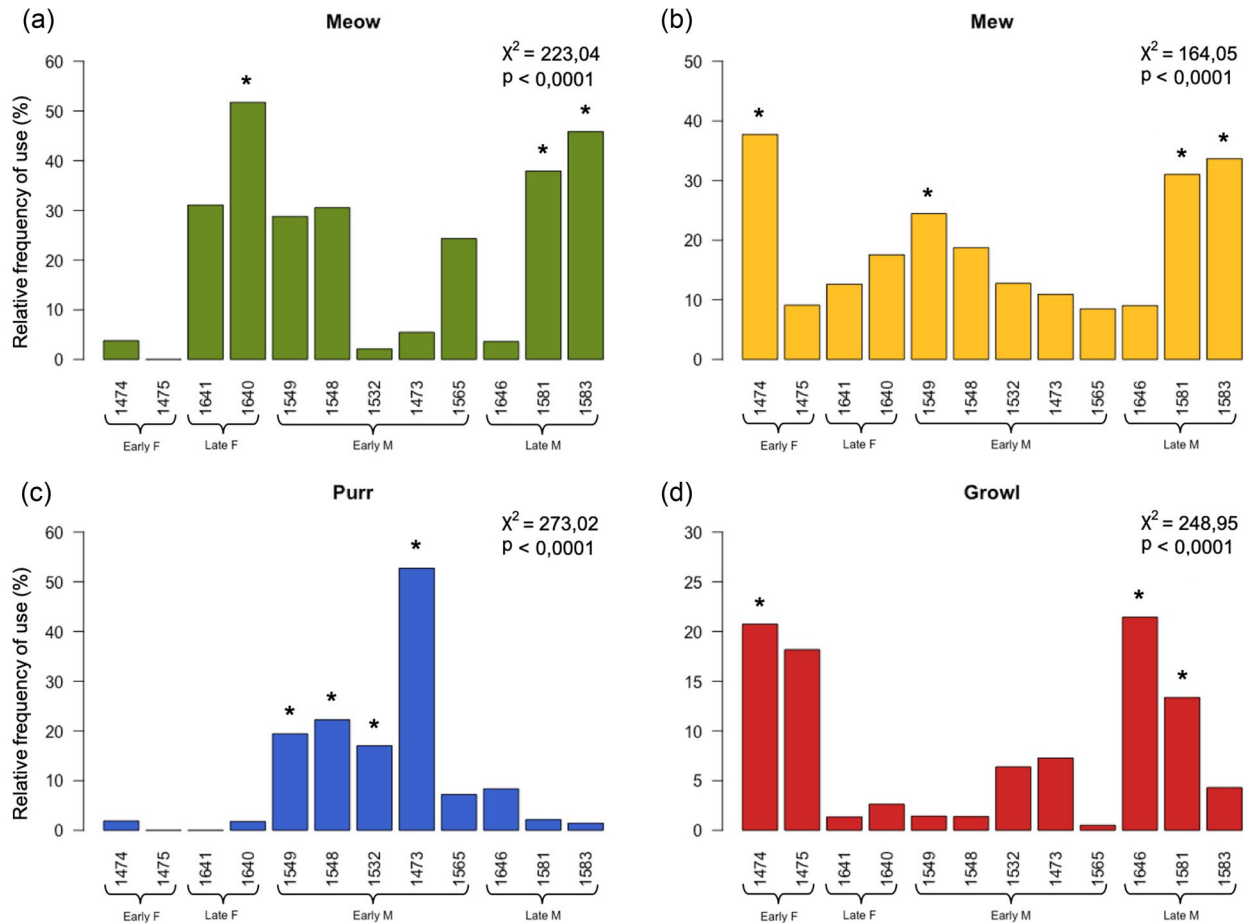 (a)
Meow
Χ² = 223,04
p < 0,0001
Relative frequency of use (%)
60
50
40
30
20
10
0
*
*
*
1474 1475 1641 1640 1549 1548 1532 1473 1565 1646 1581 1583
Early F Late F Early M Late M
(b)
Mew
Χ² = 164,05
p < 0,0001
50
40
30
20
10
0
*
*
*
*
1474 1475 1641 1640 1549 1548 1532 1473 1565 1646 1581 1583
Early F Late F Early M Late M
(c)
Purr
Χ² = 273,02
p < 0,0001
Relative frequency of use (%)
60
50
40
30
20
10
0
*
*
*
*
1474 1475 1641 1640 1549 1548 1532 1473 1565 1646 1581 1583
Early F Late F Early M Late M
(d)
Growl
Χ² = 248,95
p < 0,0001
30
25
20
15
10
5
0
*
*
*
1474 1475 1641 1640 1549 1548 1532 1473 1565 1646 1581 1583
Early F Late F Early M Late M